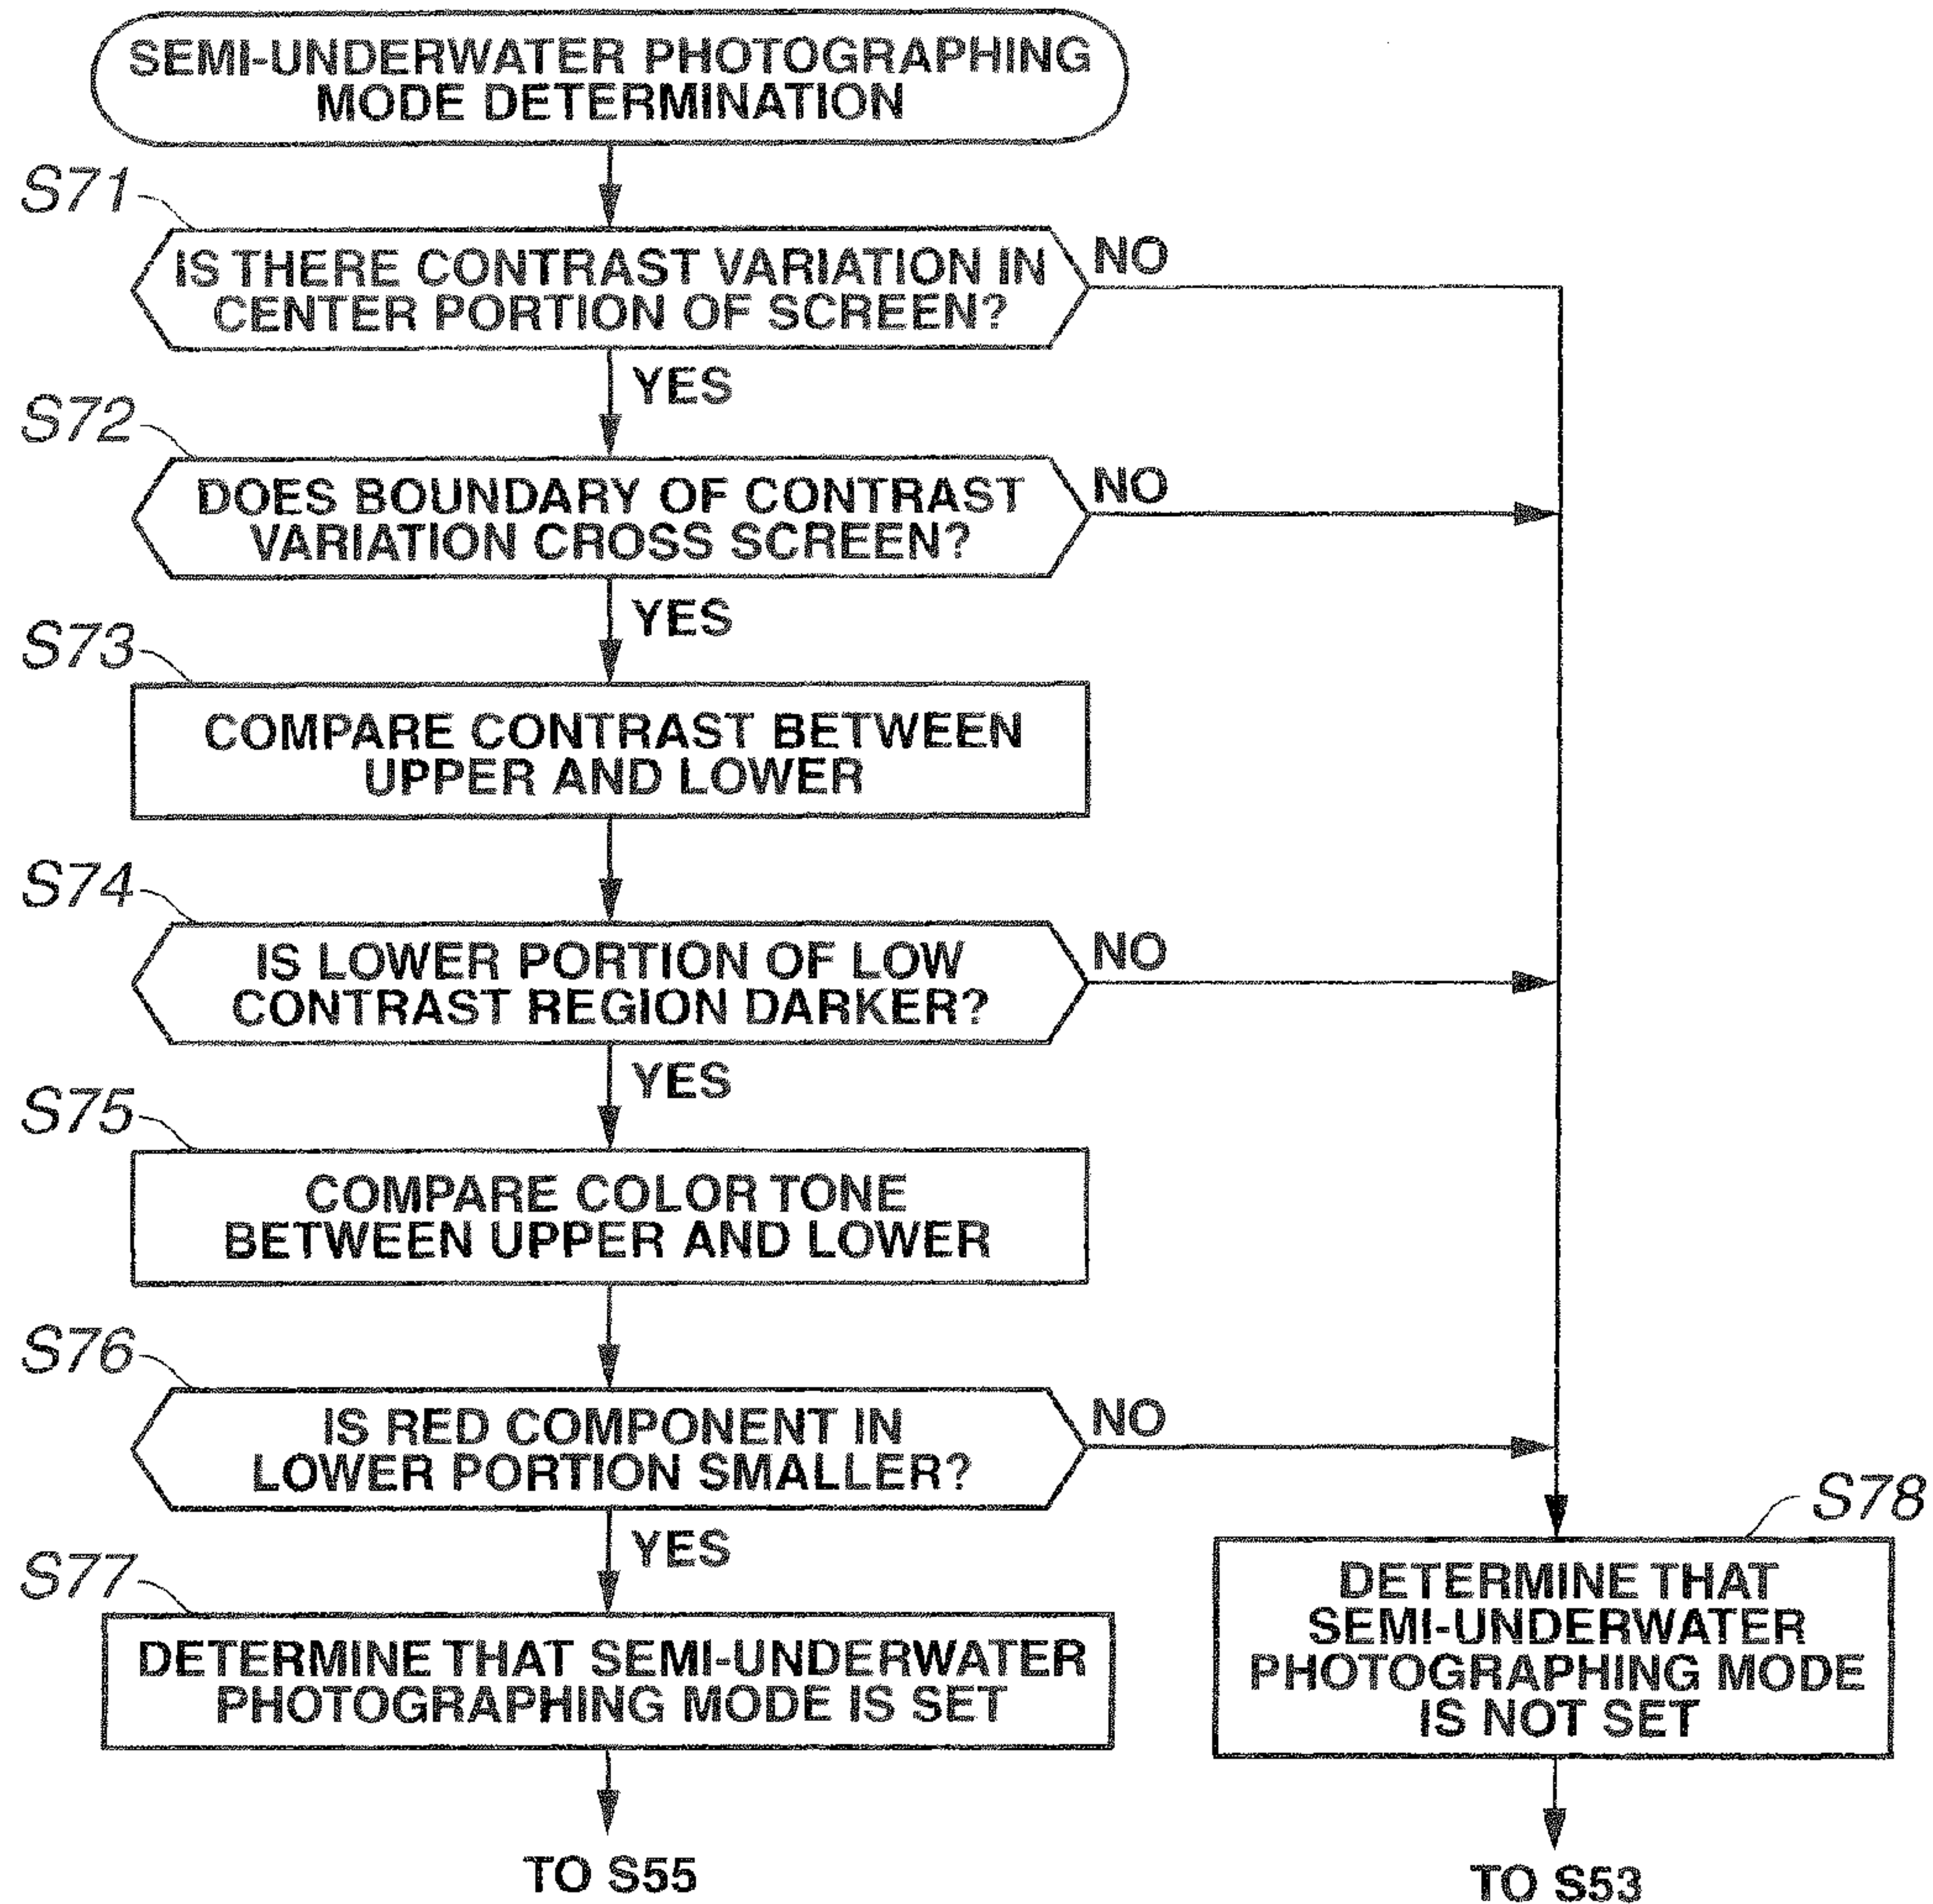 SEMI-UNDERWATER PHOTOGRAPHING
MODE DETERMINATION
S71
IS THERE CONTRAST VARIATION IN
CENTER PORTION OF SCREEN?
NO
YES
S72
DOES BOUNDARY OF CONTRAST
VARIATION CROSS SCREEN?
NO
YES
S73
COMPARE CONTRAST BETWEEN
UPPER AND LOWER
S74
IS LOWER PORTION OF LOW
CONTRAST REGION DARKER?
NO
YES
S75
COMPARE COLOR TONE
BETWEEN UPPER AND LOWER
S76
IS RED COMPONENT IN
LOWER PORTION SMALLER?
NO
YES
S77
DETERMINE THAT SEMI-UNDERWATER
PHOTOGRAPHING MODE IS SET
TO S55
S78
DETERMINE THAT
SEMI-UNDERWATER
PHOTOGRAPHING MODE
IS NOT SET
TO S53